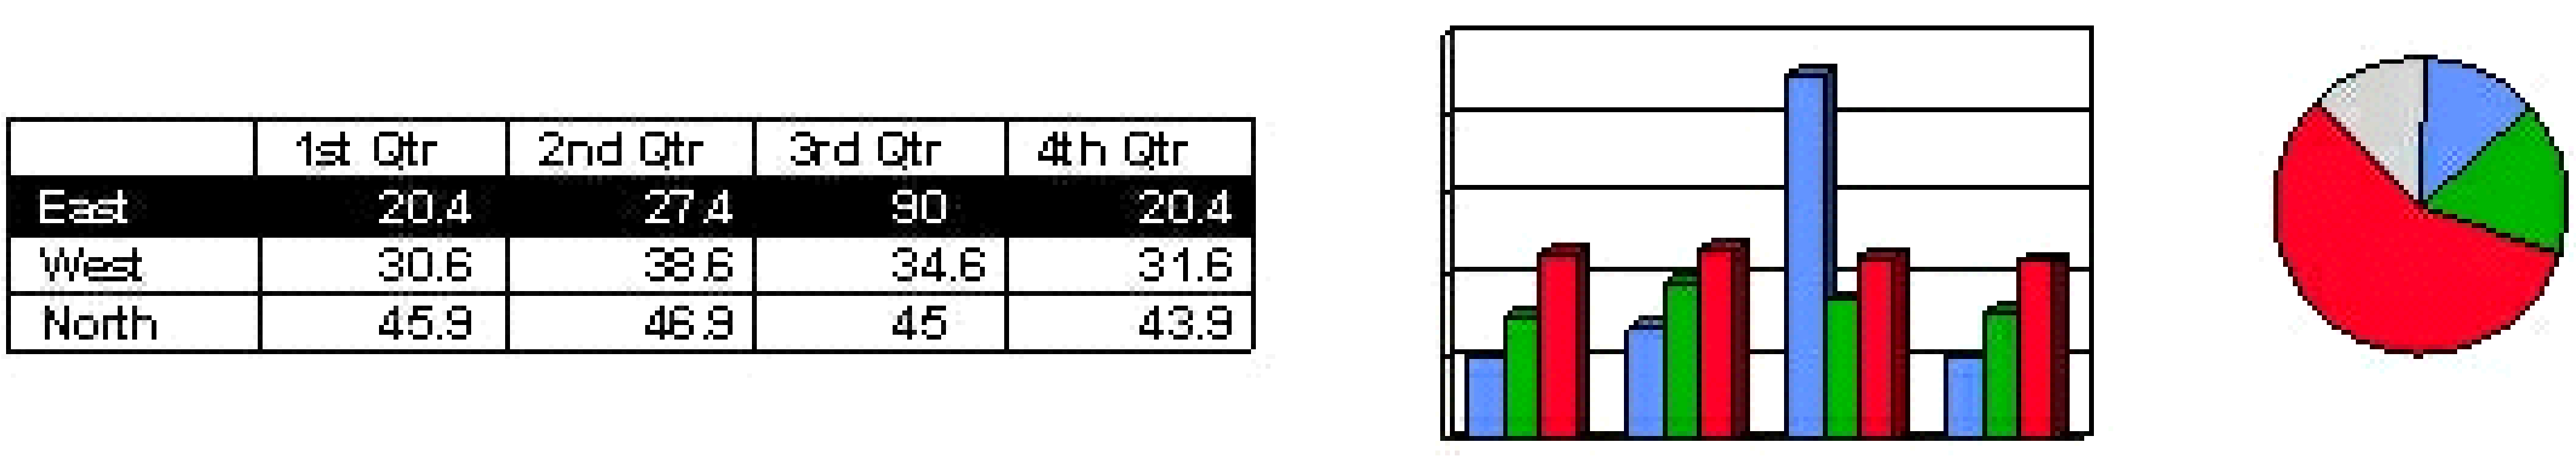 1st Qtr 2nd Qtr 3rd Qtr 4th Qtr
East 20.4 27.4 90 20.4
West 30.6 38.6 34.6 31.6
North 45.9 46.9 45 43.9